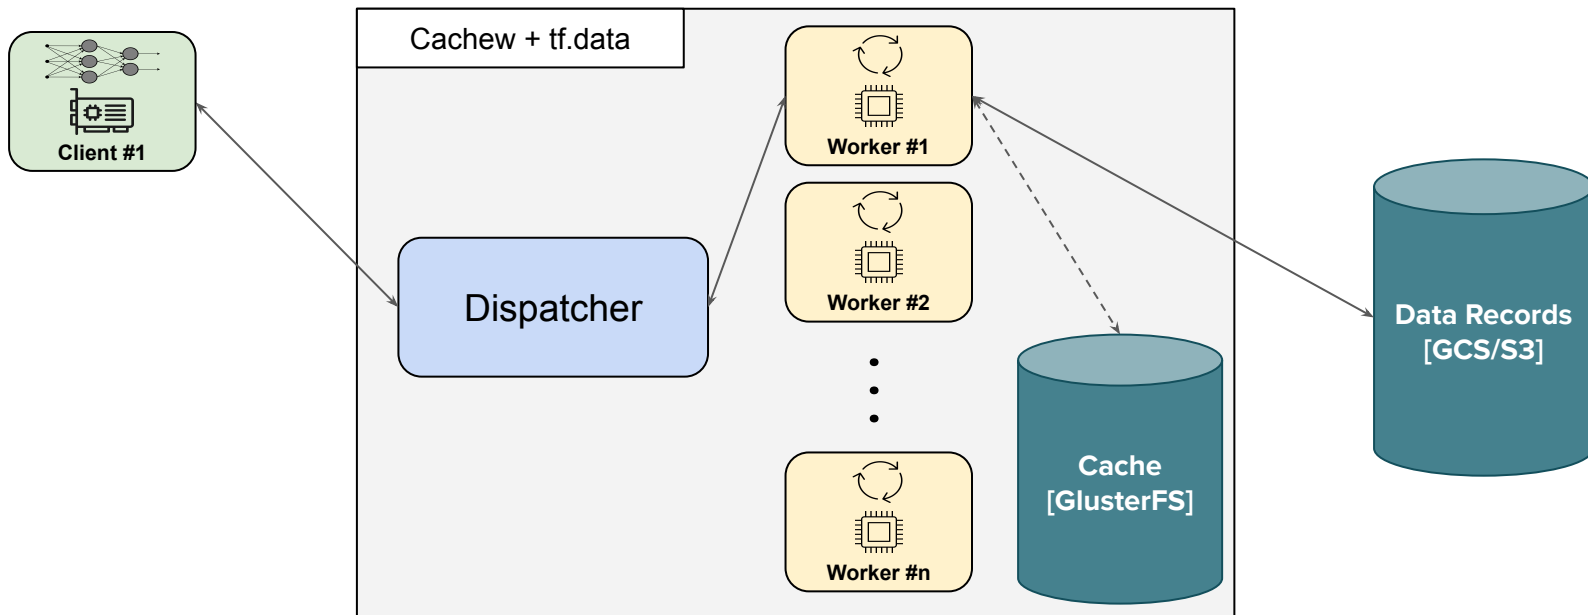 Cachew + tf.data
Client #1
Dispatcher
Worker #1
Worker #2
Worker #n
Cache
[GlusterFS]
Data Records
[GCS/S3]